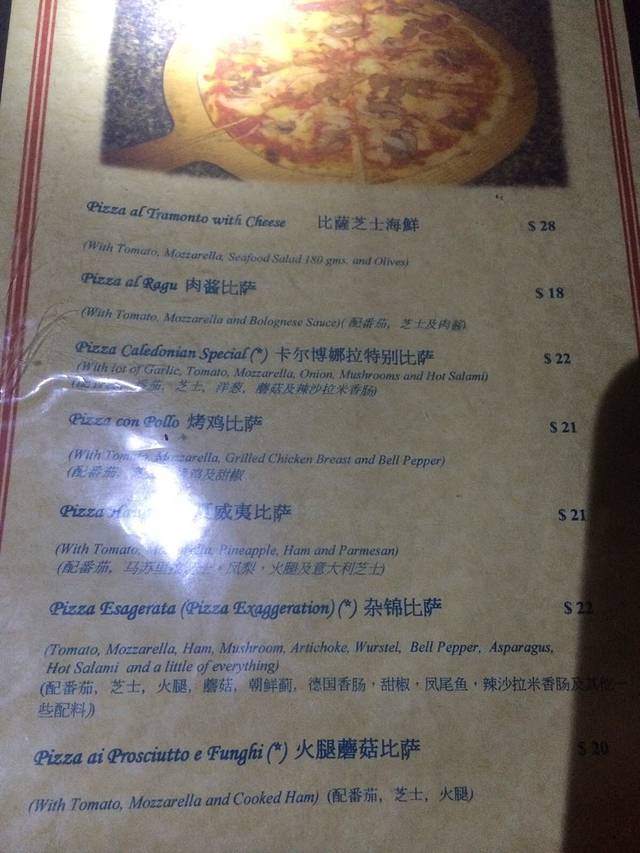 Pizza al Tramonto with Cheese 比薩芝士海鮮 $ 28
(With Tomato, Mozzarella, Seafood Salad 180 gms. and Olives)
Pizza al Ragu 肉酱比萨 $ 18
(With Tomato, Mozzarella and Bolognese Sauce)( 配番茄，芝士及肉酱)
Pizza Caledonian Special (*) 卡尔博娜拉特别比萨 $ 22
(With lot of Garlic, Tomato, Mozzarella, Onion, Mushrooms and Hot Salami)
番茄，芝士，洋葱，蘑菇及辣沙拉米香肠)
Pizza con Pollo 烤鸡比萨 $ 21
(With Tomato, Mozzarella, Grilled Chicken Breast and Bell Pepper)
(配番茄, 鸡及甜椒
Pizza 威夷比萨 $ 21
(With Tomato, Mozzarella, Pineapple, Ham and Parmesan)
(配番茄，马苏里 ，凤梨，火腿及意大利芝士)
Pizza Esagerata (Pizza Exaggeration) (*) 杂锦比萨 $ 22
(Tomato, Mozzarella, Ham, Mushroom, Artichoke, Wurstel, Bell Pepper, Asparagus,
Hot Salami and a little of everything)
(配番茄，芝士，火腿，蘑菇，朝鲜蓟，德国香肠，甜椒，凤尾鱼，辣沙拉米香肠及其他一
些配料))
Pizza ai Prosciutto e Funghi (*) 火腿蘑菇比萨 $ 20
(With Tomato, Mozzarella and Cooked Ham) (配番茄，芝士，火腿)